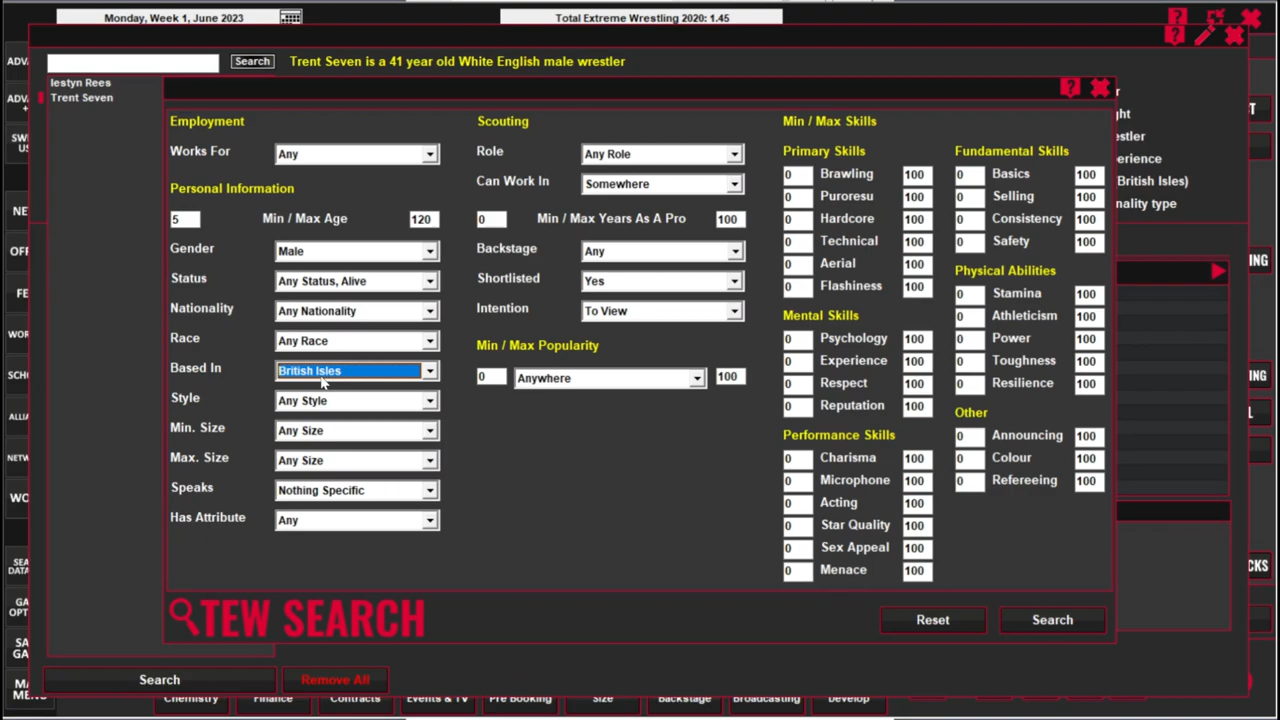 Monday, Week 1, June 2023
Total Extreme Wrestling 2020: 1.45
Search
Trent Seven is a 41 year old White English male wrestler
Iestyn Rees
Trent Seven
Employment
Works For
Any
Personal Information
5
Min / Max Age
120
Gender
Male
Status
Any Status, Alive
Nationality
Any Nationality
Race
Any Race
Based In
British Isles
Style
Any Style
Min. Size
Any Size
Max. Size
Any Size
Speaks
Nothing Specific
Has Attribute
Any
Scouting
Role
Any Role
Can Work In
Somewhere
0
Min / Max Years As A Pro
100
Backstage
Any
Shortlisted
Yes
Intention
To View
Min / Max Popularity
0
Anywhere
100
Min / Max Skills
Primary Skills
0 Brawling 100
0 Puroresu 100
0 Hardcore 100
0 Technical 100
0 Aerial 100
0 Flashiness 100
Mental Skills
0 Psychology 100
0 Experience 100
0 Respect 100
0 Reputation 100
Performance Skills
0 Charisma 100
0 Microphone 100
0 Acting 100
0 Star Quality 100
0 Sex Appeal 100
0 Menace 100
Fundamental Skills
0 Basics 100
0 Selling 100
0 Consistency 100
0 Safety 100
Physical Abilities
0 Stamina 100
0 Athleticism 100
0 Power 100
0 Toughness 100
0 Resilience 100
Other
0 Announcing 100
0 Colour 100
0 Refereeing 100
TEW SEARCH
Reset
Search
Search
Remove All
Chemistry
Finance
Contracts
Events & TV
Pre Booking
Size
Backstage
Broadcasting
Develop